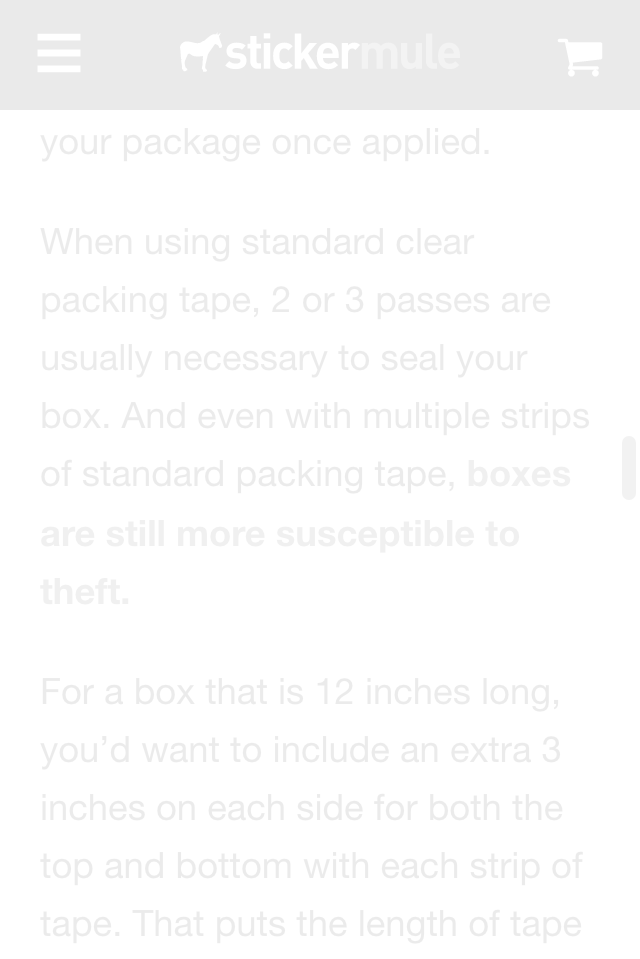 stickermule
your package once applied.
When using standard clear
packing tape, 2 or 3 passes are
usually necessary to seal your
box. And even with multiple strips
of standard packing tape, boxes
are still more susceptible to
theft.
For a box that is 12 inches long,
you’d want to include an extra 3
inches on each side for both the
top and bottom with each strip of
tape. That puts the length of tape